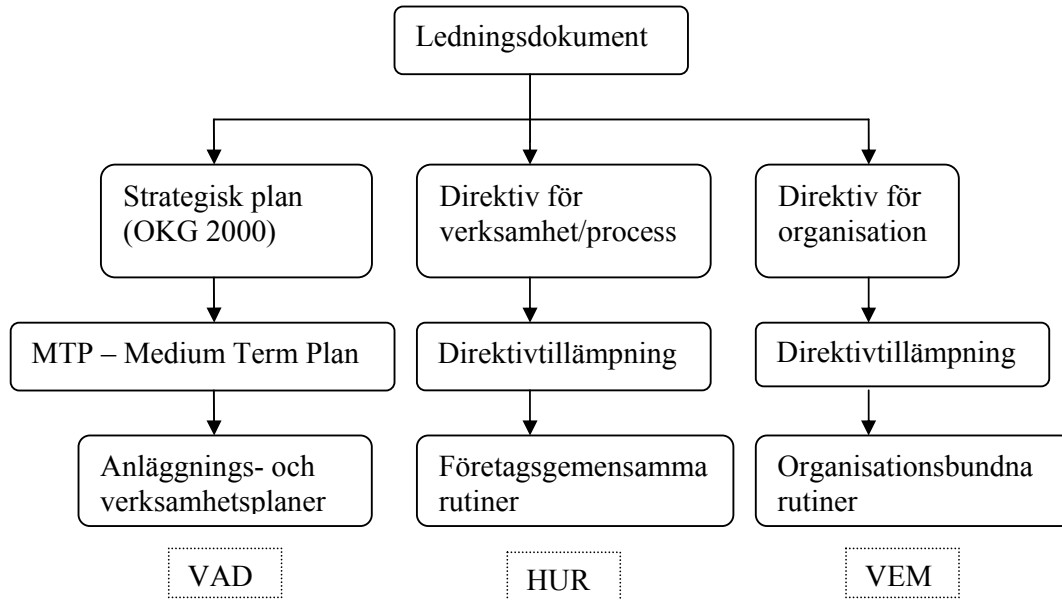 Ledningsdokument
Strategisk plan
(OKG 2000)
Direktiv för
verksamhet/process
Direktiv för
organisation
MTP – Medium Term Plan
Direktivtillämpning
Direktivtillämpning
Anläggnings- och
verksamhetsplaner
Företagsgemensamma
rutiner
Organisationsbundna
rutiner
VAD
HUR
VEM